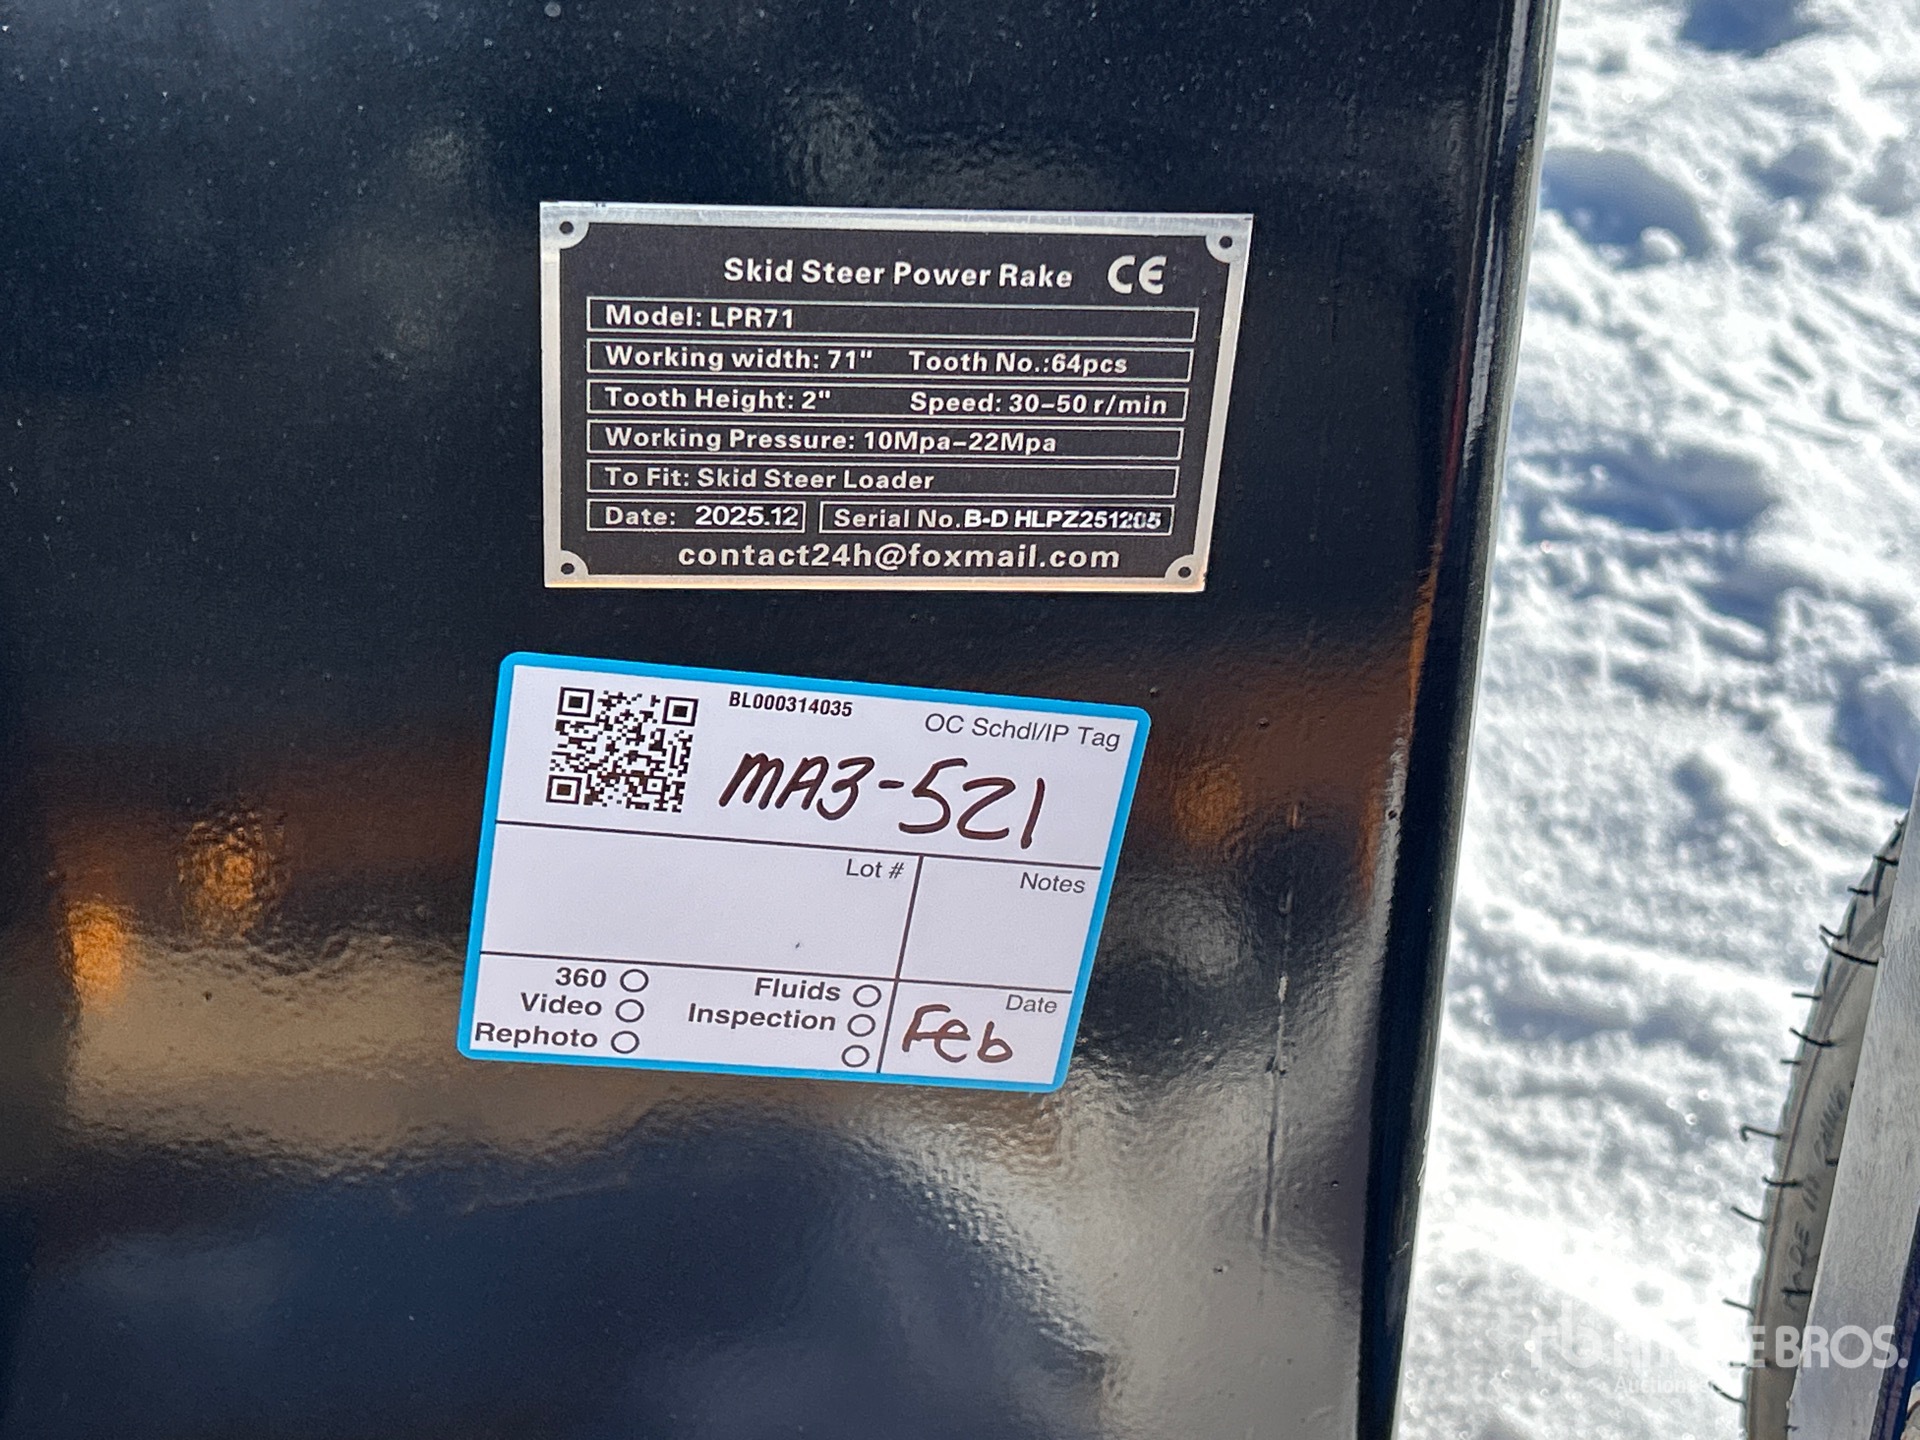 Skid Steer Power Rake CE
Model: LPR71
Working width: 71" Tooth No.:64pcs
Tooth Height: 2" Speed: 30-50 r/min
Working Pressure: 10Mpa-22Mpa
To Fit: Skid Steer Loader
Date: 2025.12 Serial No. B-D HLPZ251205
contact24h@foxmail.com
BL000314035
OC Schdl/IP Tag
MA3-521
Lot #
Notes
360
Fluids
Video
Inspection
Rephoto
Date
Feb
BROS.